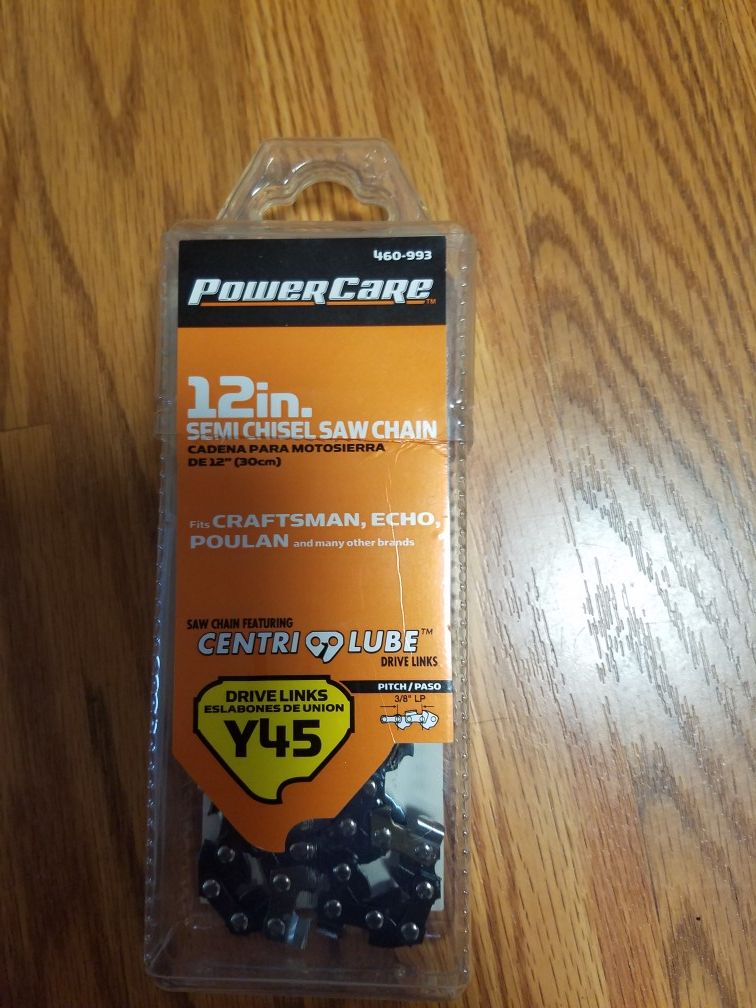 460-993
POWERCARE™
12in.
SEMI CHISEL SAW CHAIN
CADENA PARA MOTOSIERRA
DE 12" (30cm)
Fits CRAFTSMAN, ECHO,
POULAN and many other brands
SAW CHAIN FEATURING
CENTRI LUBE™
DRIVE LINKS
PITCH / PASO
3/8" LP
DRIVE LINKS
ESLABONES DE UNION
Y45